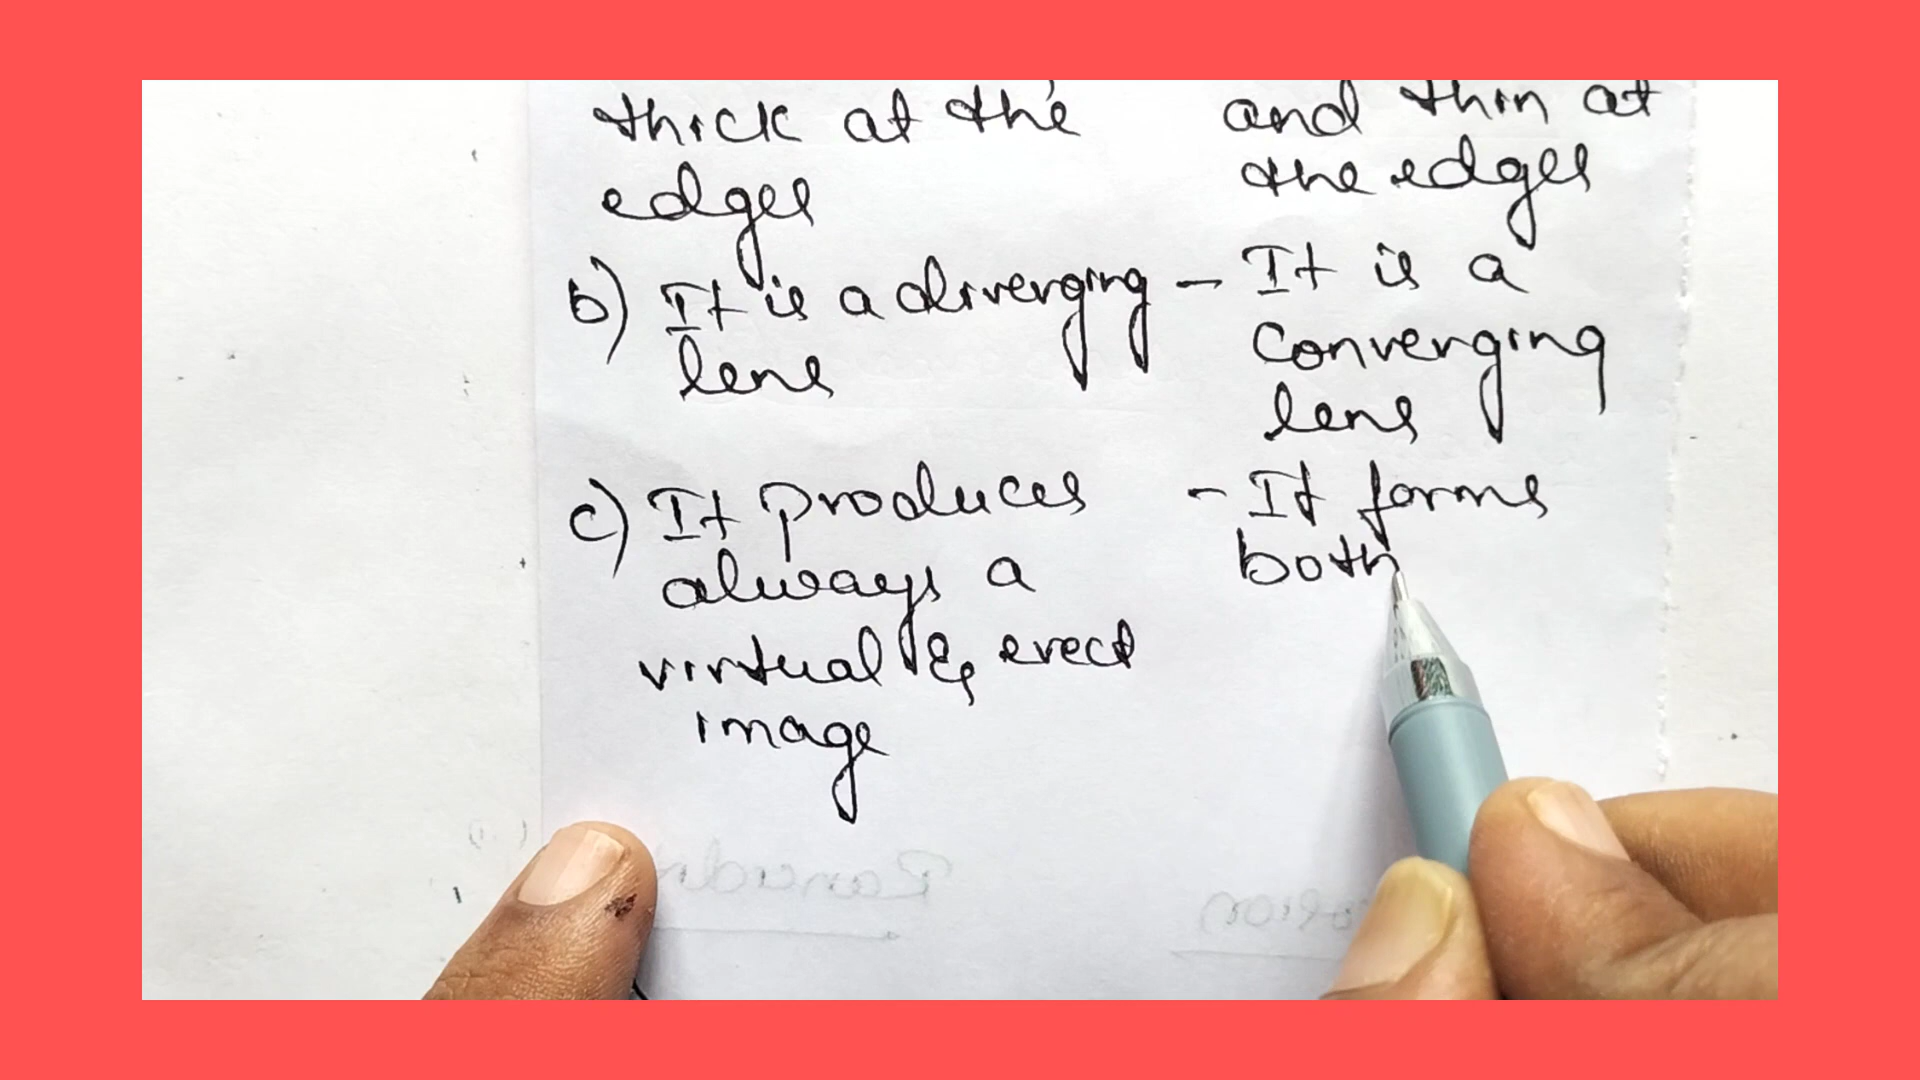 thick at the
edges
b) It is a diverging
lens
c) It produces
always a
virtual & erect
image
and thin at
the edges
- It is a
converging
lens
- It forms
both